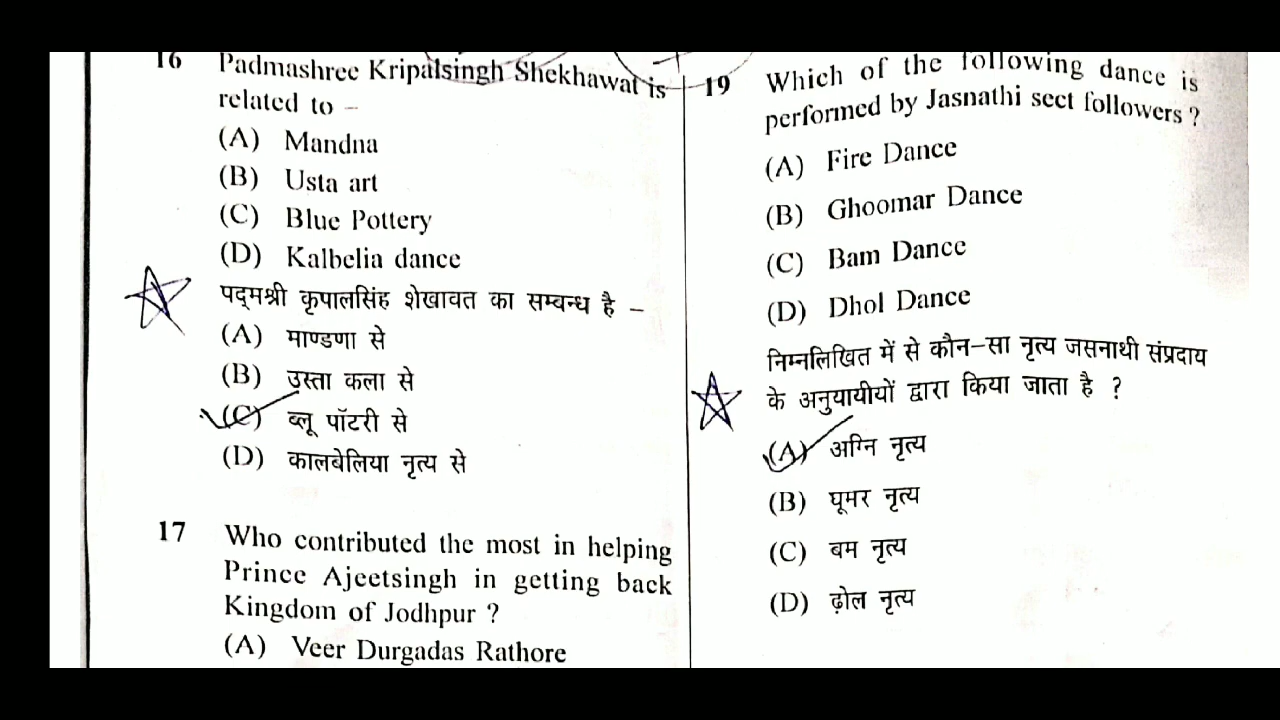 16 Padmashree Kripalsingh Shekhawat is
related to –
(A) Mandna
(B) Usta art
(C) Blue Pottery
(D) Kalbelia dance
पद्मश्री कृपालसिंह शेखावत का सम्बन्ध है –
(A) माण्डणा से
(B) उस्ता कला से
(C) ब्लू पॉटरी से
(D) कालबेलिया नृत्य से
17 Who contributed the most in helping
Prince Ajeetsingh in getting back
Kingdom of Jodhpur ?
(A) Veer Durgadas Rathore
19 Which of the following dance is
performed by Jasnathi sect followers ?
(A) Fire Dance
(B) Ghoomar Dance
(C) Bam Dance
(D) Dhol Dance
निम्नलिखित में से कौन-सा नृत्य जसनाथी संप्रदाय
के अनुयायीयों द्वारा किया जाता है ?
(A) अग्नि नृत्य
(B) घूमर नृत्य
(C) बम नृत्य
(D) ढ़ोल नृत्य